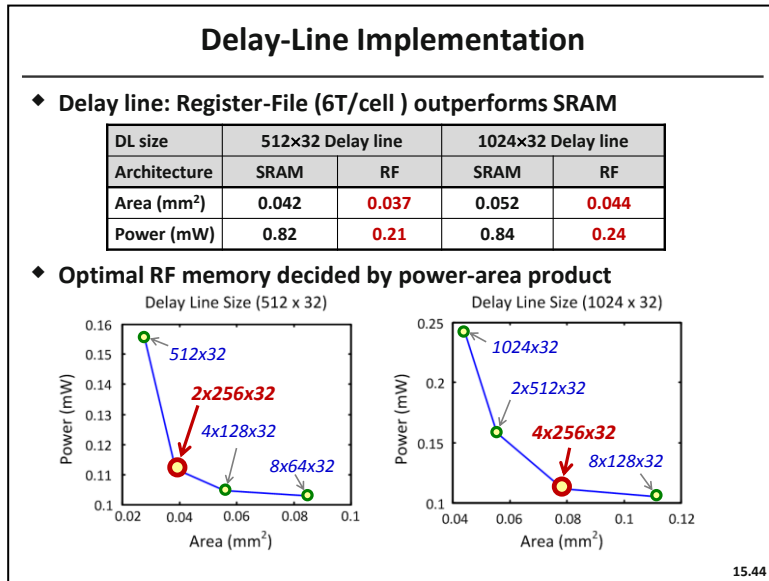 Delay-Line Implementation
◆ Delay line: Register-File (6T/cell ) outperforms SRAM
DL size 512×32 Delay line 1024×32 Delay line
Architecture SRAM RF SRAM RF
Area (mm²) 0.042 0.037 0.052 0.044
Power (mW) 0.82 0.21 0.84 0.24
◆ Optimal RF memory decided by power-area product
Delay Line Size (512 x 32)
Power (mW)
0.16
0.15
0.14
0.13
0.12
0.11
0.1
512x32
2x256x32
4x128x32
8x64x32
0.02 0.04 0.06 0.08 0.1
Area (mm²)
Delay Line Size (1024 x 32)
Power (mW)
0.25
0.2
0.15
0.1
1024x32
2x512x32
4x256x32
8x128x32
0.04 0.06 0.08 0.1 0.12
Area (mm²)
15.44